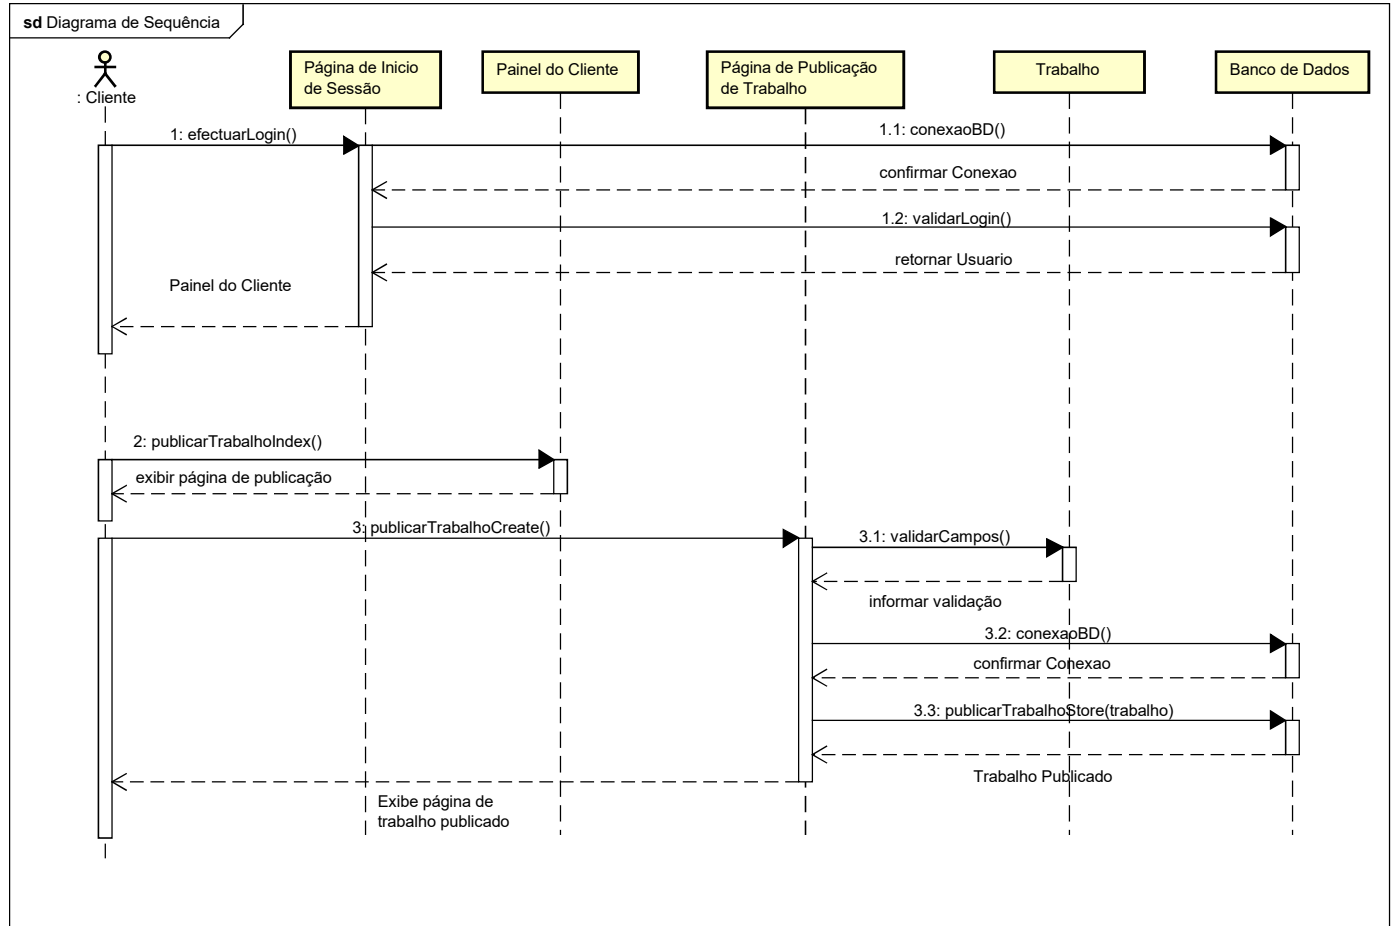 sd Diagrama de Sequência
: Cliente
Página de Inicio
de Sessão
Painel do Cliente
Página de Publicação
de Trabalho
Trabalho
Banco de Dados
1: efectuarLogin()
1.1: conexaoBD()
confirmar Conexao
1.2: validarLogin()
retornar Usuario
Painel do Cliente
2: publicarTrabalhoIndex()
exibir página de publicação
3: publicarTrabalhoCreate()
3.1: validarCampos()
informar validação
3.2: conexaoBD()
confirmar Conexao
3.3: publicarTrabalhoStore(trabalho)
Trabalho Publicado
Exibe página de
trabalho publicado